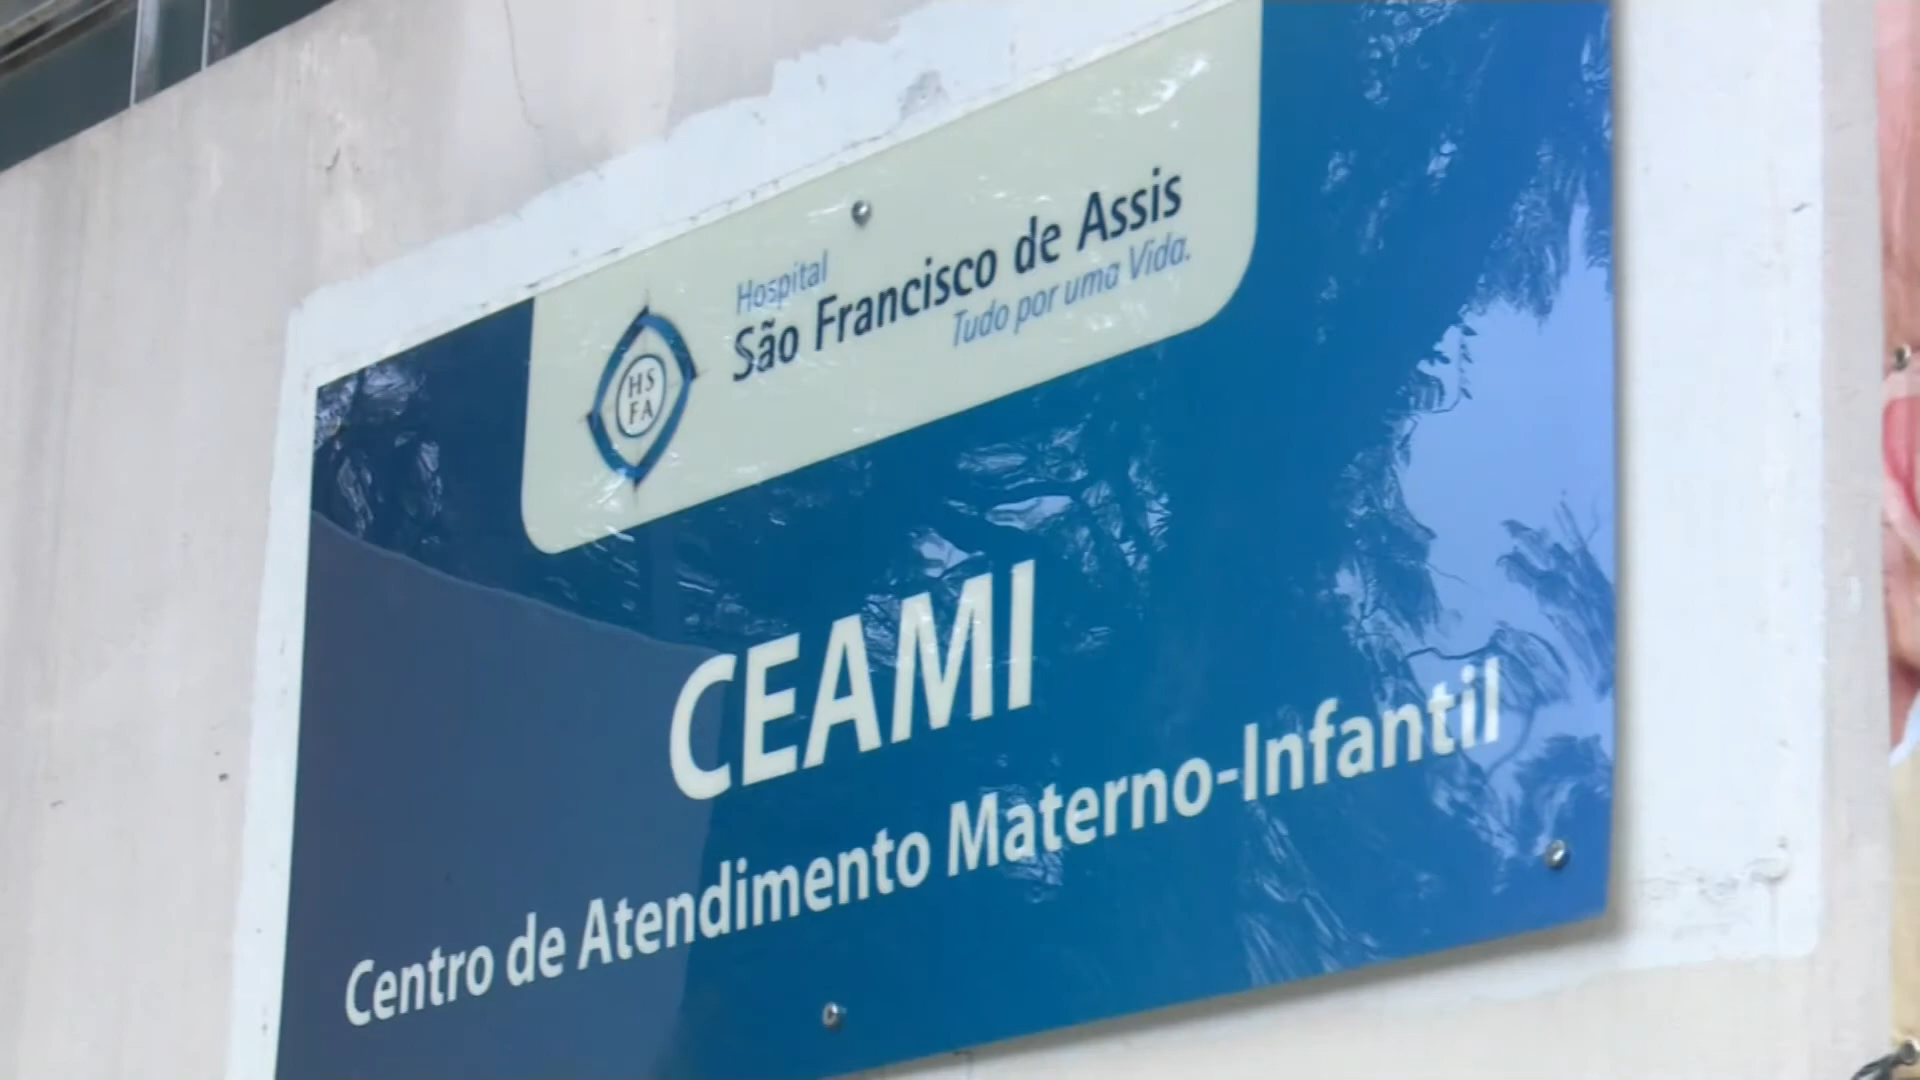 HS
FA
Hospital
São Francisco de Assis
Tudo por uma Vida.
CEAMI
Centro de Atendimento Materno-Infantil